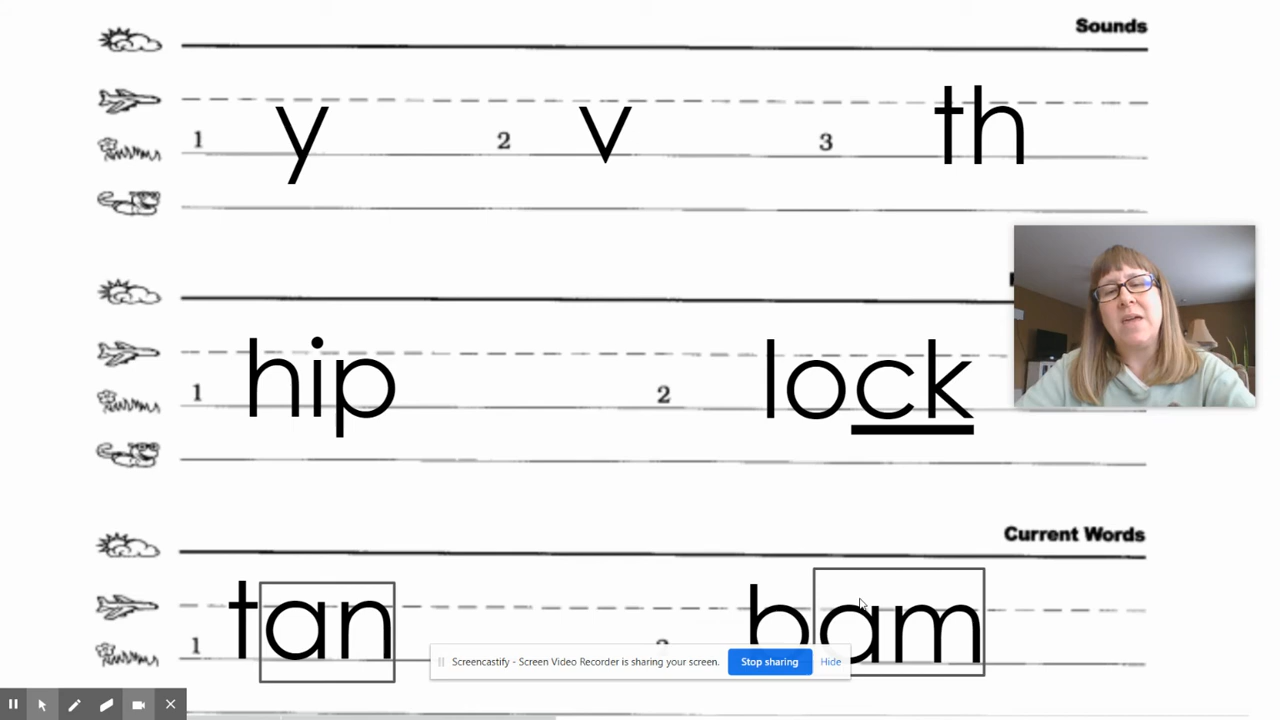 Sounds
1 y 2 v 3 th
1 hip 2 lock
Current Words
1 tan bam
Screencastify - Screen Video Recorder is sharing your screen. Stop sharing Hide